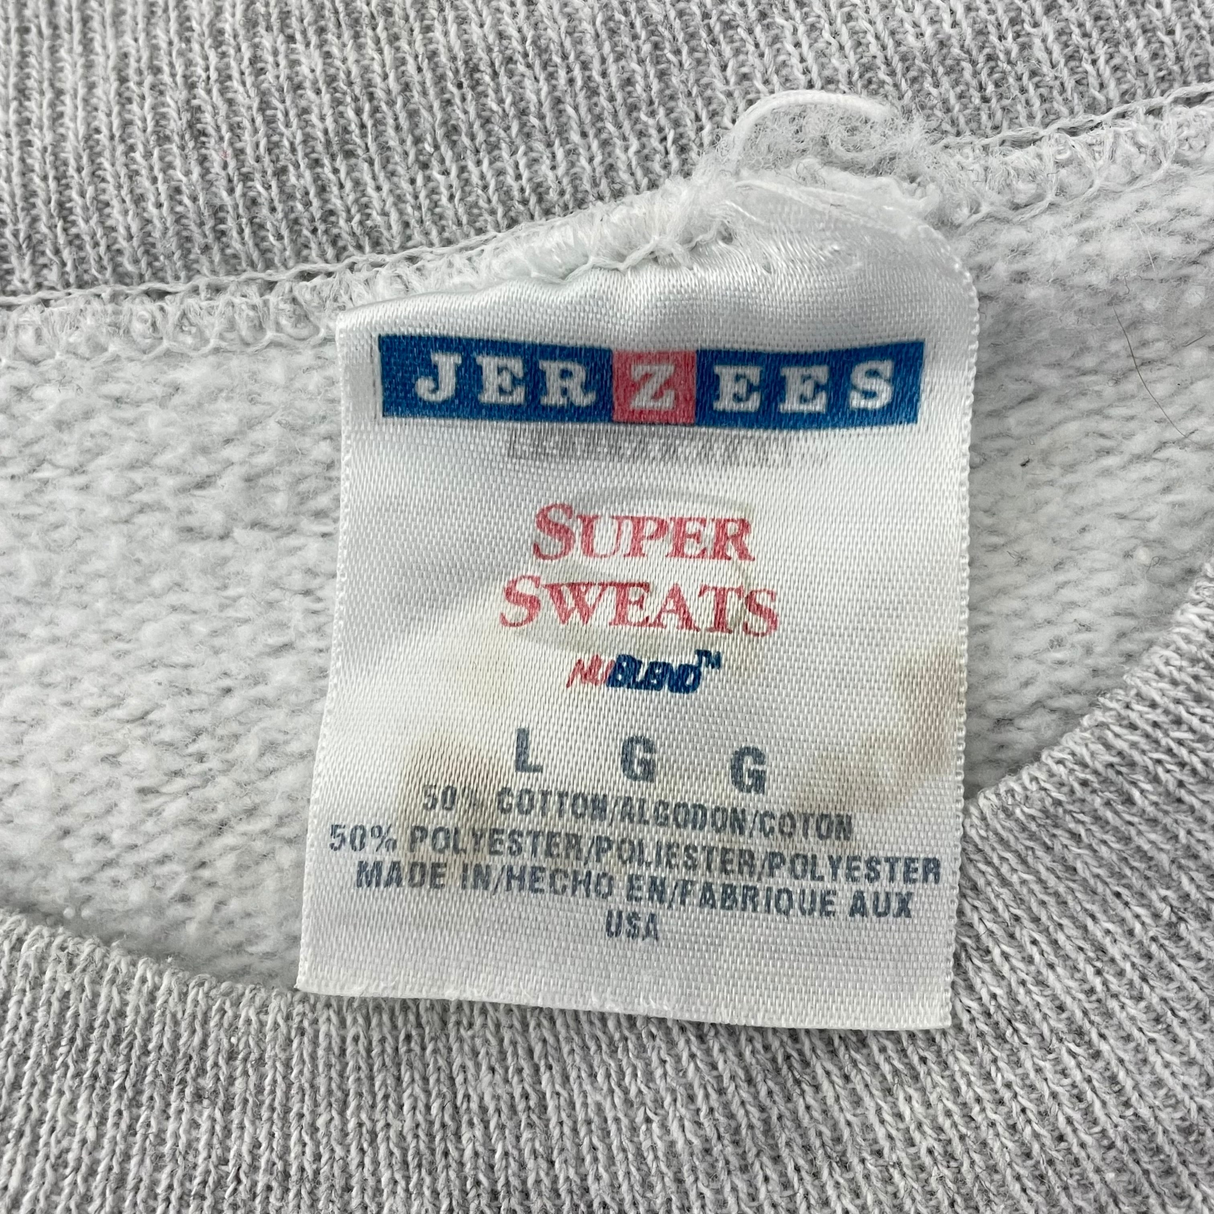 JERZEES
SUPER
SWEATS
NUBLEND™
L G G
50% COTTON/ALGODON/COTON
50% POLYESTER/POLIESTER/POLYESTER
MADE IN/HECHO EN/FABRIQUE AUX
USA